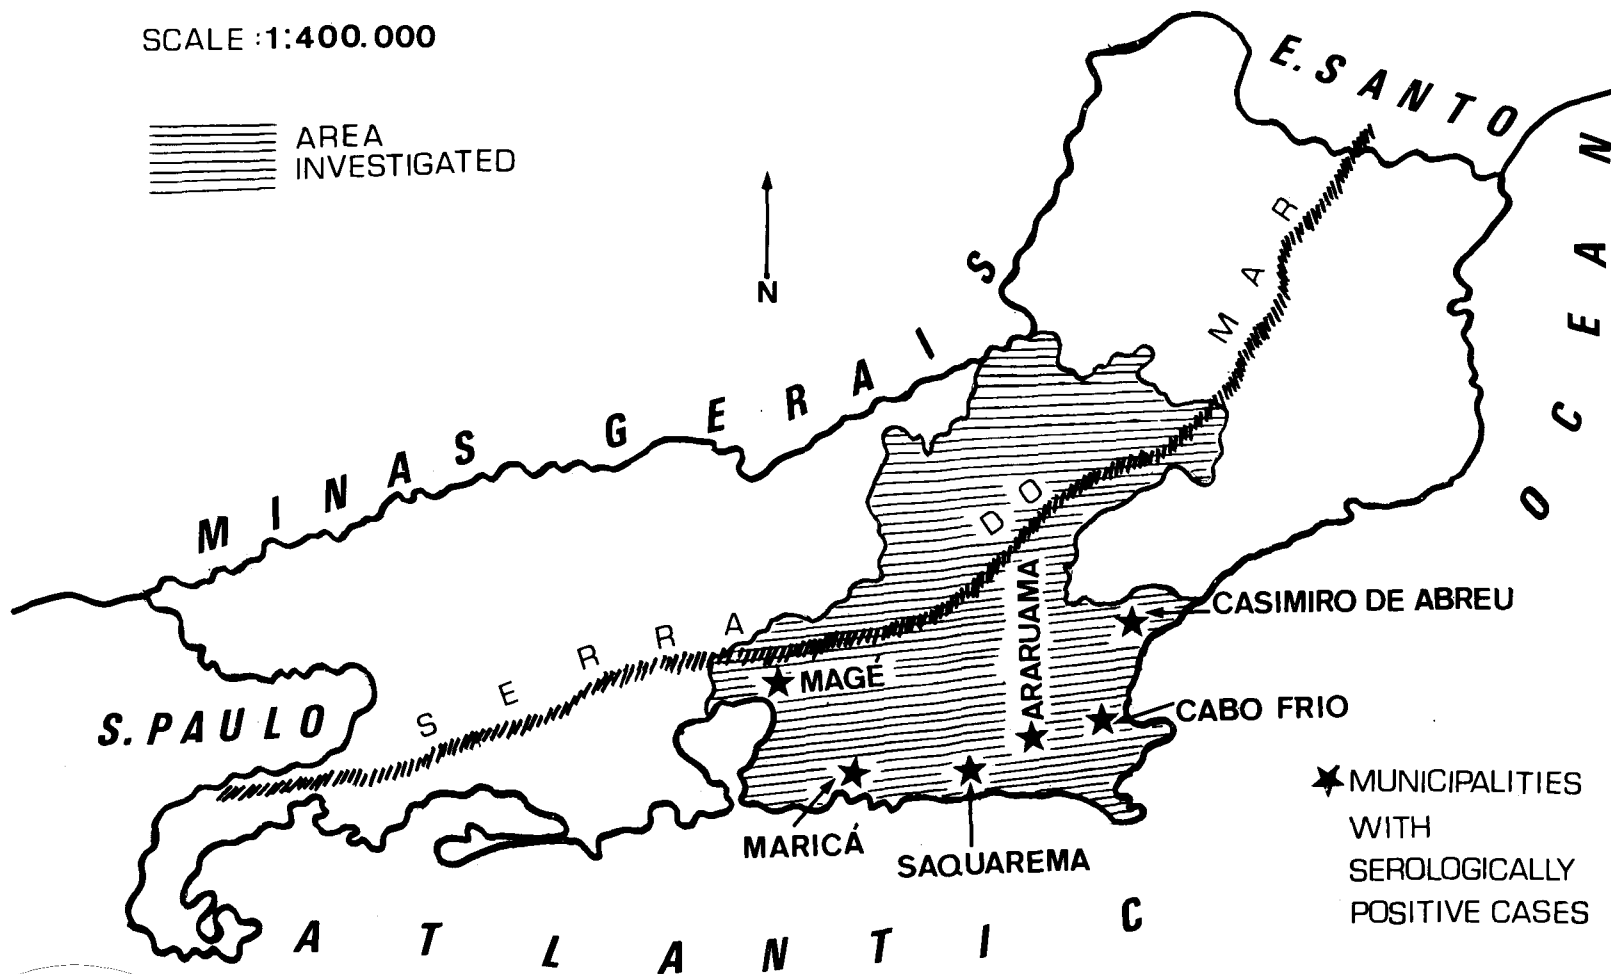 SCALE :1:400.000
AREA
INVESTIGATED
N
E. SANTO
MINAS GERAIS
S. PAULO
SERRA DO MAR
ATLANTIC OCEAN
CASIMIRO DE ABREU
MAGÉ
ARARUAMA
CABO FRIO
MARICÁ
SAQUAREMA
MUNICIPALITIES
WITH
SEROLOGICALLY
POSITIVE CASES